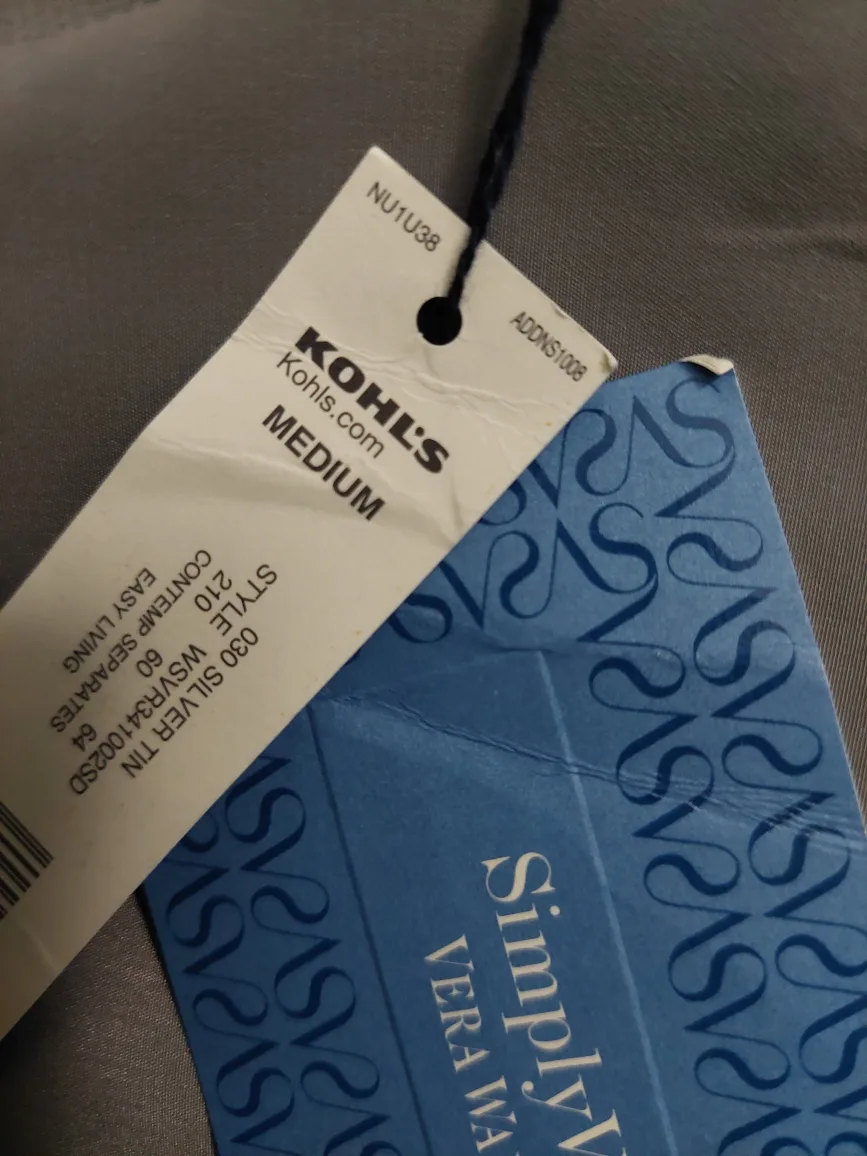 NU1U38
ADDNS1008
KOHL'S
Kohls.com
MEDIUM
030 SILVER TIN
STYLE WSVR341002SD
210 60 64
CONTEMP SEPARATES
EASY LIVING
SimplyV
VERA WA